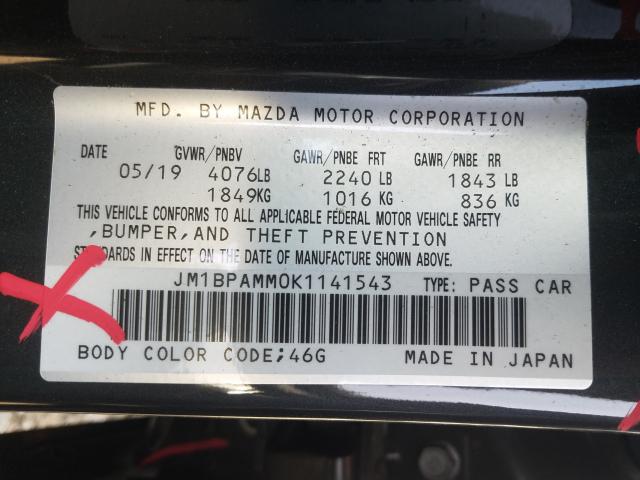 MFD. BY MAZDA MOTOR CORPORATION
DATE GVWR/PNBV GAWR/PNBE FRT GAWR/PNBE RR
05/19 4076LB 2240 LB 1843 LB
1849KG 1016 KG 836 KG
THIS VEHICLE CONFORMS TO ALL APPLICABLE FEDERAL MOTOR VEHICLE SAFETY
,BUMPER,AND THEFT PREVENTION
STANDARDS IN EFFECT ON THE DATE OF MANUFACTURE SHOWN ABOVE.
JM1BPAMM0K1141543 TYPE: PASS CAR
BODY COLOR CODE;46G MADE IN JAPAN